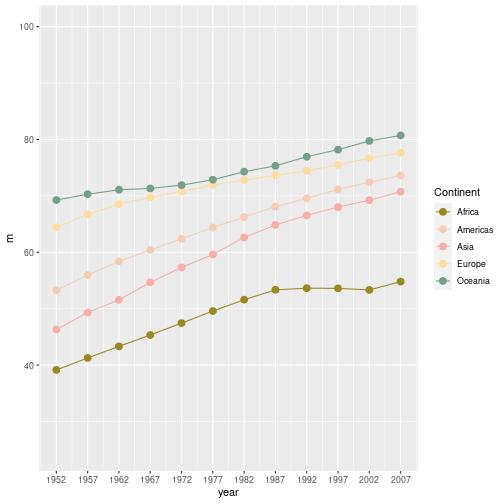 100
80
60
40
m
1952 1957 1962 1967 1972 1977 1982 1987 1992 1997 2002 2007
year
Continent
Africa
Americas
Asia
Europe
Oceania